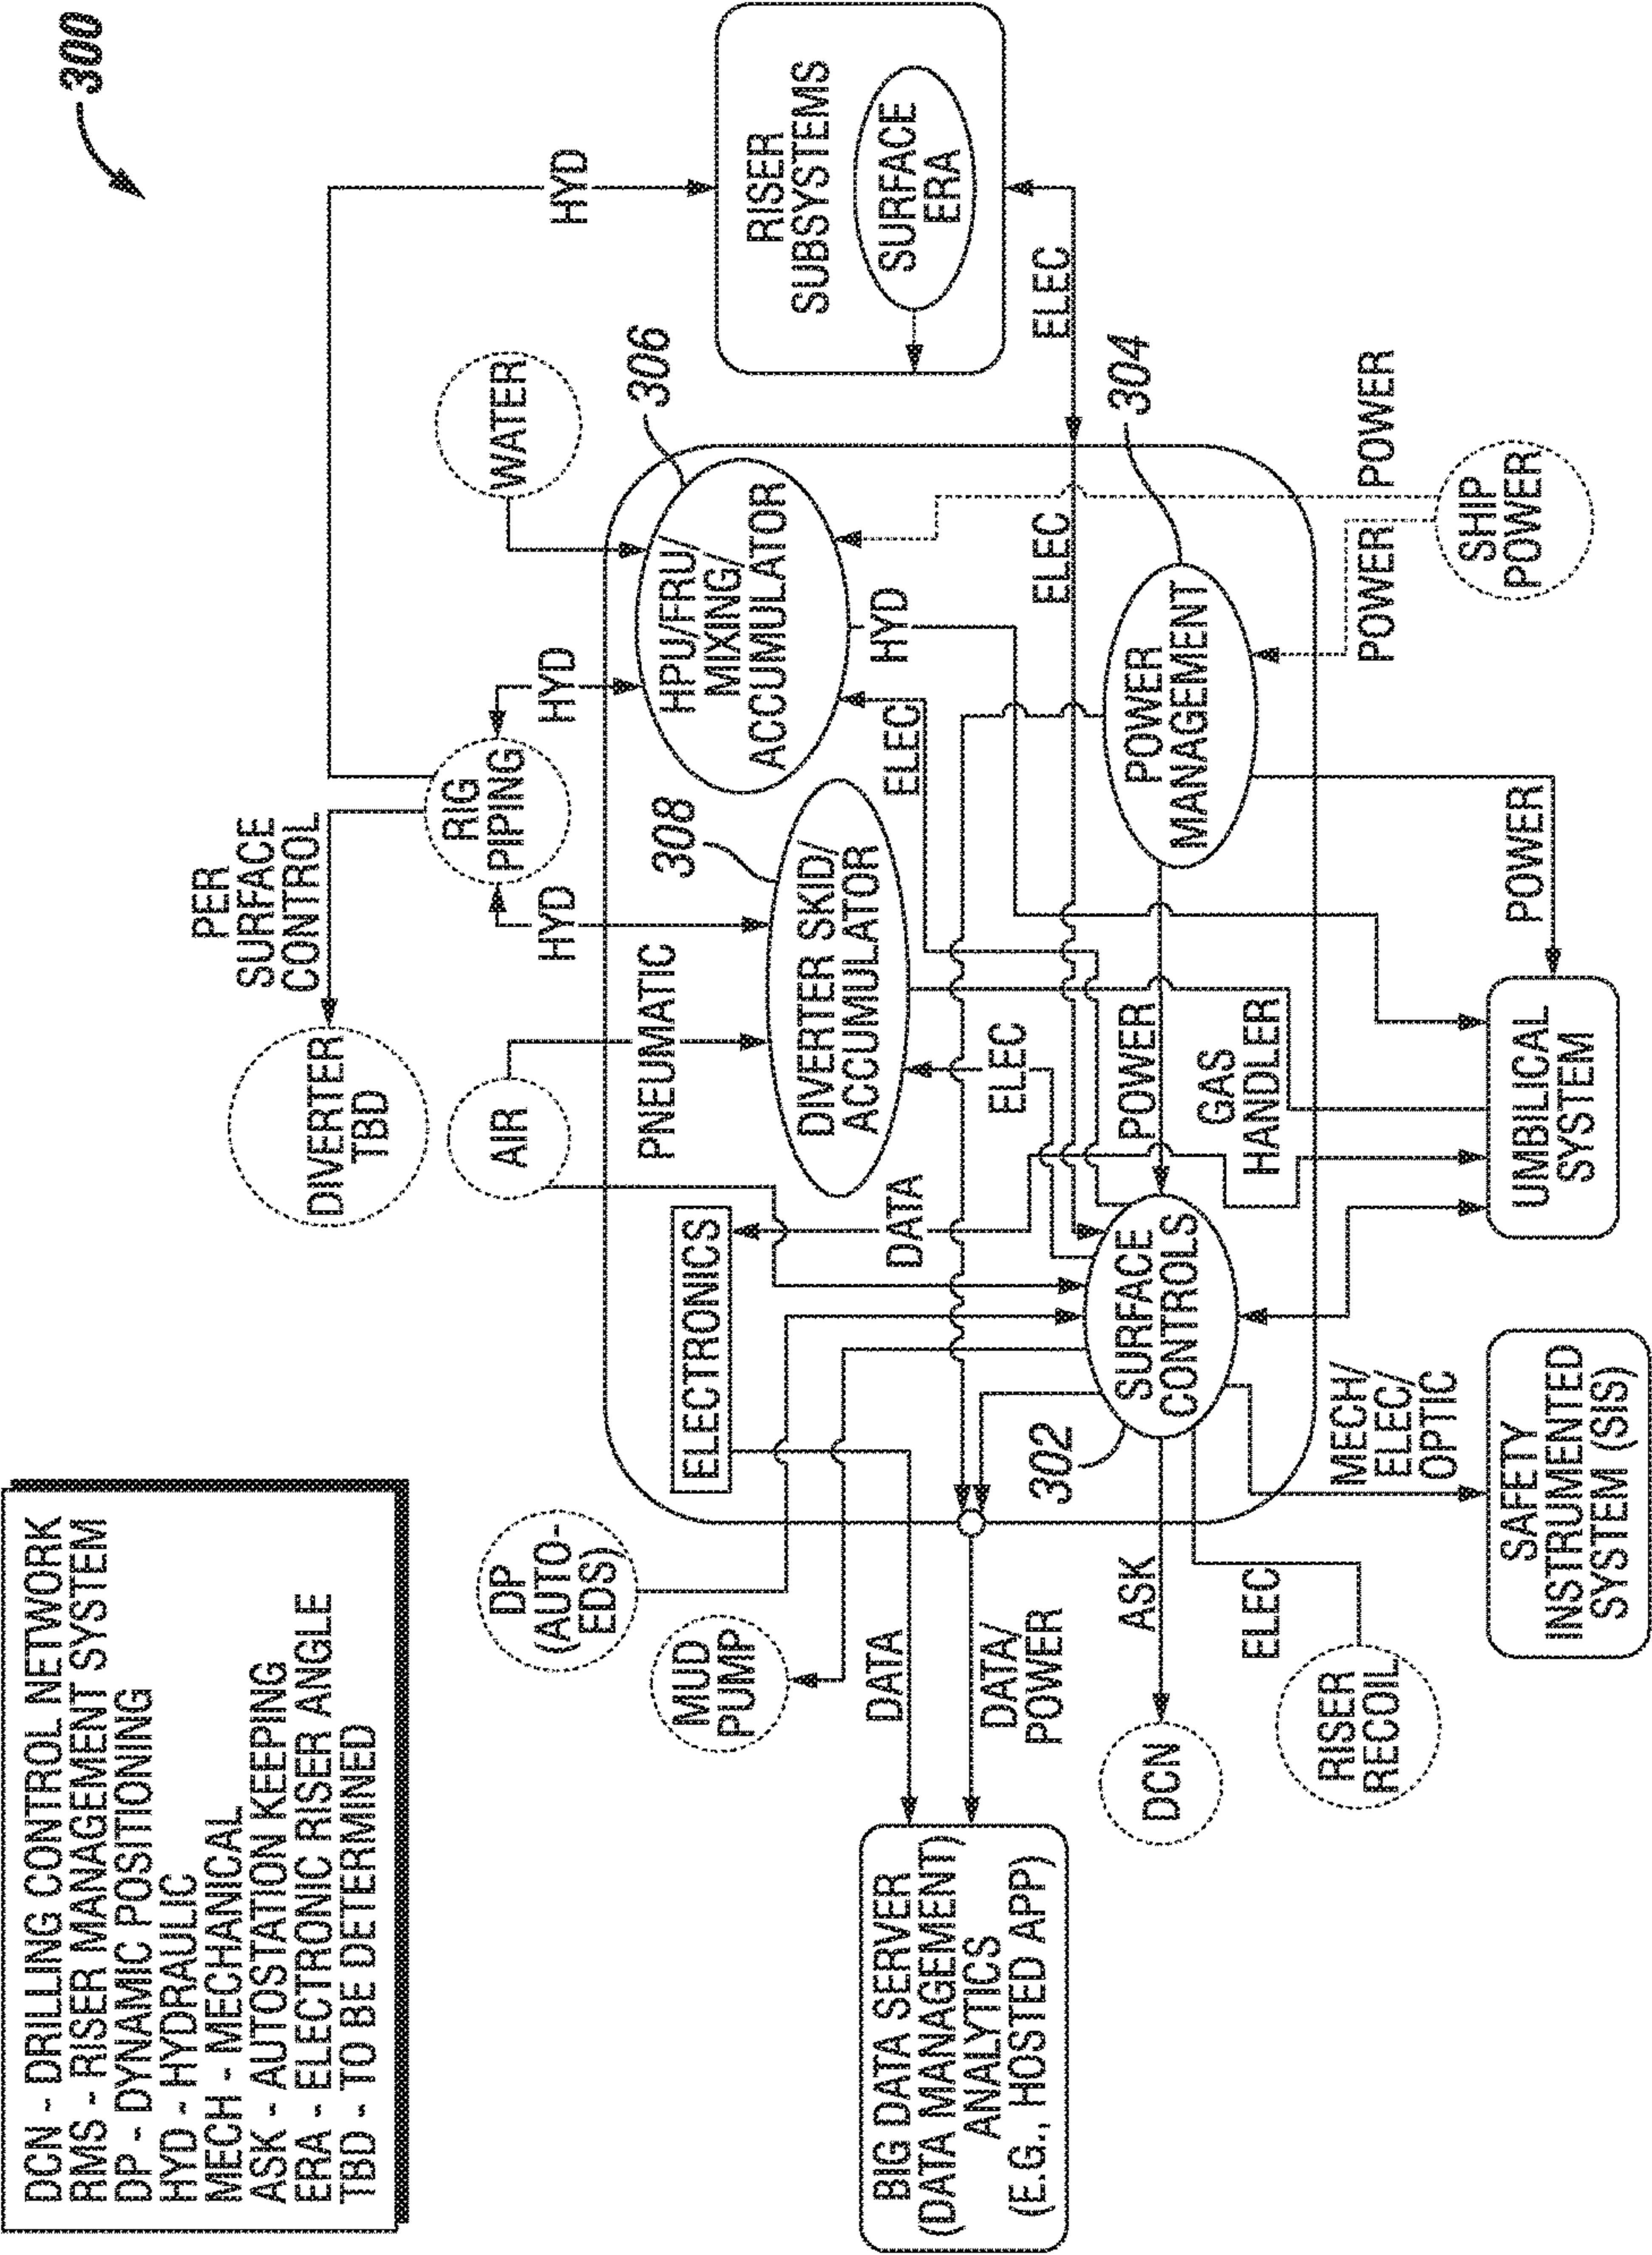 300
DCN - DRILLING CONTROL NETWORK
RMS - RISER MANAGEMENT SYSTEM
DP - DYNAMIC POSITIONING
HYD - HYDRAULIC
MECH - MECHANICAL
ASK - AUTOSTATION KEEPING
ERA - ELECTRONIC RISER ANGLE
TBD - TO BE DETERMINED
PER
SURFACE
CONTROL
DIVERTER
TBD
AIR
RIG
PIPING
WATER
HYD
HYD
HYD
PNEUMATIC
DP
(AUTO-
EDS)
MUD
PUMP
ELECTRONICS
308
DIVERTER SKID/
ACCUMULATOR
306
HPU/FRU/
MIXING/
ACCUMULATOR
RISER
SUBSYSTEMS
SURFACE
ERA
DATA
DATA
ELEC
HYD
BIG DATA SERVER
(DATA MANAGEMENT)
ANALYTICS
(E.G., HOSTED APP)
DATA/
POWER
ELEC
ELEC
ELEC
302
SURFACE
CONTROLS
POWER
POWER
MANAGEMENT
304
ASK
DCN
GAS
HANDLER
ELEC
RISER
RECOIL
MECH/
ELEC/
OPTIC
POWER
POWER
SHIP
POWER
POWER
SAFETY
INSTRUMENTED
SYSTEM (SIS)
UMBILICAL
SYSTEM